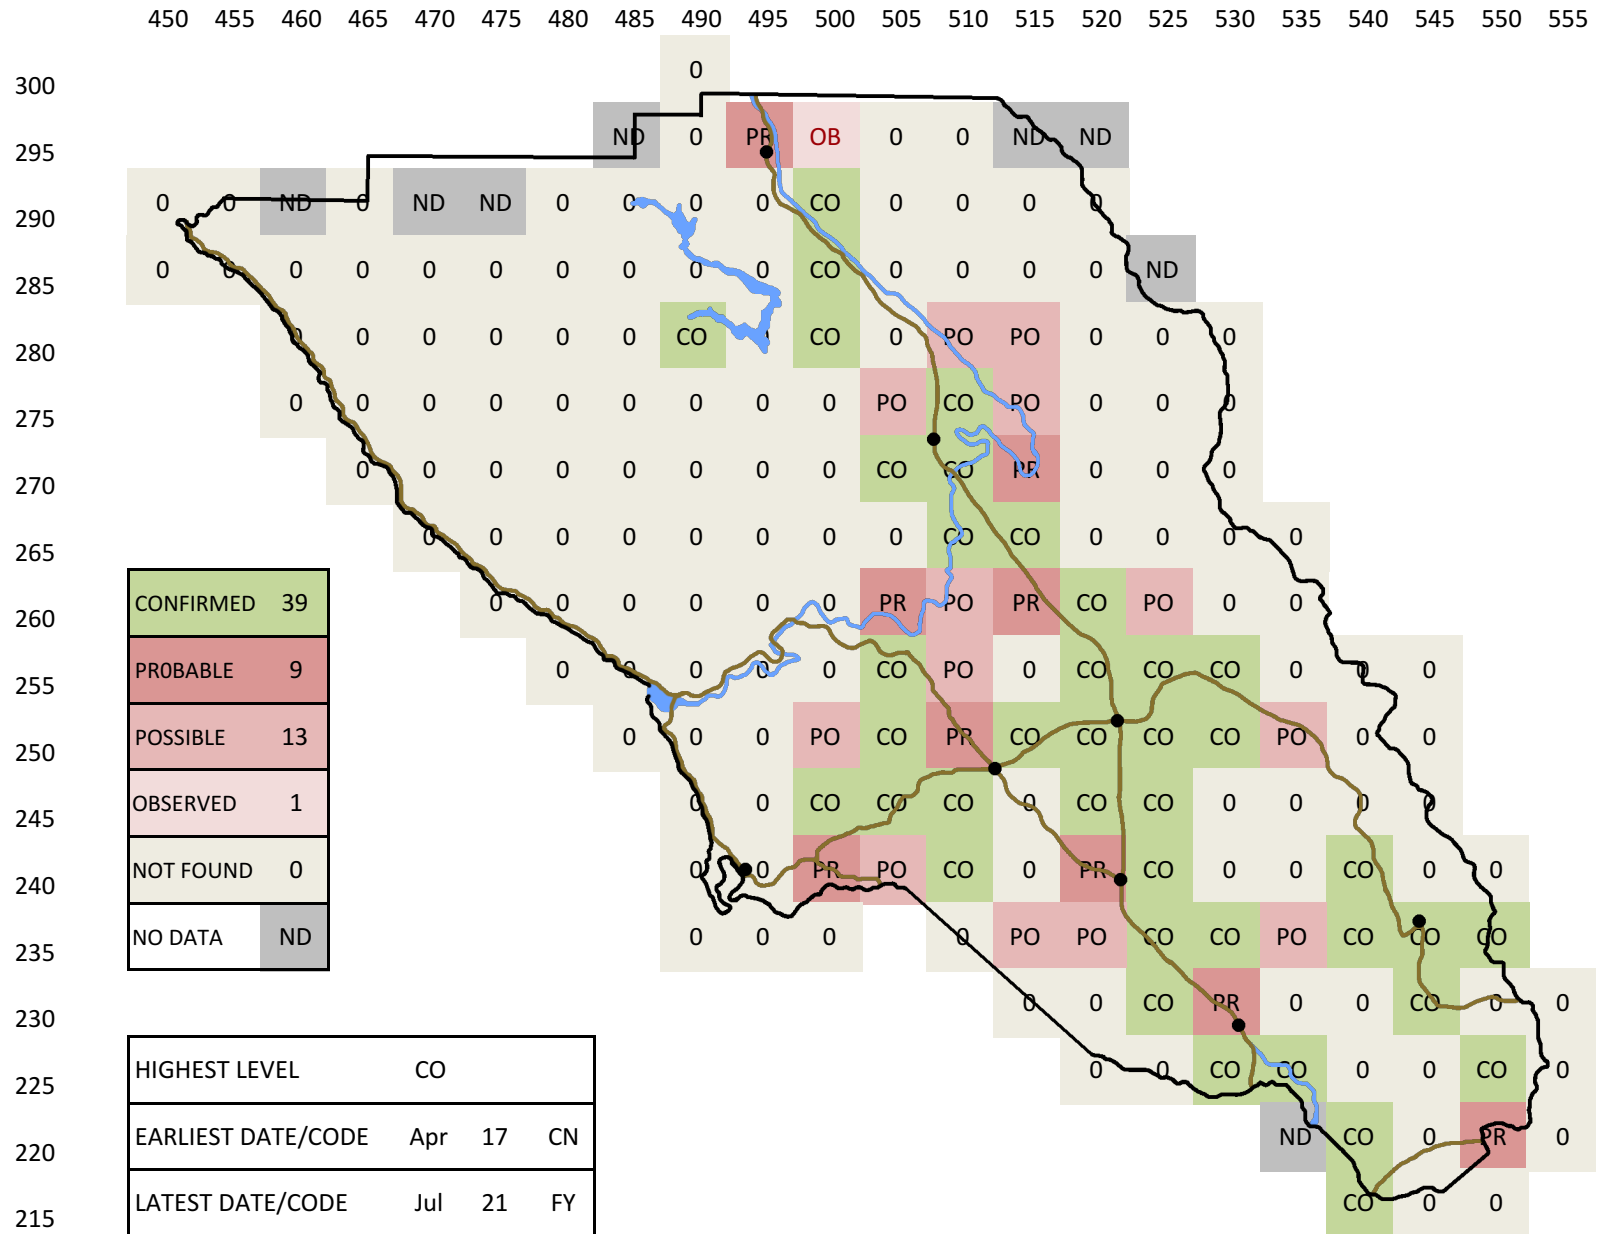 450 455 460 465 470 475 480 485 490 495 500 505 510 515 520 525 530 535 540 545 550 555
0
300
ND 0 PR OB 0 0 ND ND
295
0 0 ND 0 ND ND 0 0 0 0 CO 0 0 0 0
290
0 0 0 0 0 0 0 0 0 0 CO 0 0 0 0 ND
285
0 0 0 0 0 0 CO 0 CO 0 PO PO 0 0 0
280
0 0 0 0 0 0 0 0 0 PO CO PO 0 0 0
275
0 0 0 0 0 0 0 0 CO CO PR 0 0 0
270
0 0 0 0 0 0 0 0 CO CO 0 0 0 0
265
0 0 0 0 0 0 PR PO PR CO PO 0 0
260
0 0 0 0 0 CO PO 0 CO CO CO 0 0 0
255
0 0 0 PO CO PR CO CO CO CO PO 0 0
250
0 0 CO CO CO 0 CO CO 0 0 0 0
245
0 0 PR PO CO 0 PR CO 0 0 CO 0 0
240
0 0 0 0 PO PO CO CO PO CO CO CO
235
0 0 CO PR 0 0 CO 0 0
230
0 0 CO CO 0 0 CO 0
225
ND CO 0 PR 0
220
CO 0 0
215
CONFIRMED 39
PR0BABLE 9
POSSIBLE 13
OBSERVED 1
NOT FOUND 0
NO DATA ND
HIGHEST LEVEL CO
EARLIEST DATE/CODE Apr 17 CN
LATEST DATE/CODE Jul 21 FY